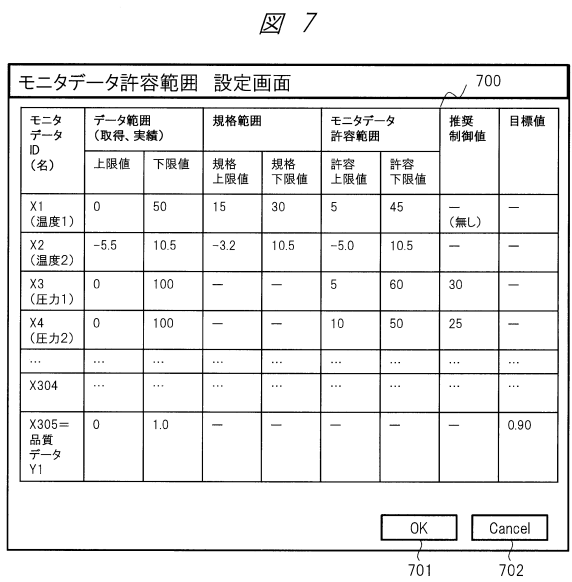 図 7
モニタデータ許容範囲 設定画面
700
モニタ
データ
ID
(名)
データ範囲
(取得、実績)
規格範囲
モニタデータ
許容範囲
推奨
制御値
目標値
上限値 下限値 規格
上限値 規格
下限値 許容
上限値 許容
下限値
X1
(温度1) 0 50 15 30 5 45 —
(無し) —
X2
(温度2) −5.5 10.5 −3.2 10.5 −5.0 10.5 — —
X3
(圧力1) 0 100 — — 5 60 30 —
X4
(圧力2) 0 100 — — 10 50 25 —
… … … … … … … … …
X304 … … … … … … … …
X305=
品質
データ
Y1 0 1.0 — — — — — 0.90
OK Cancel
701 702